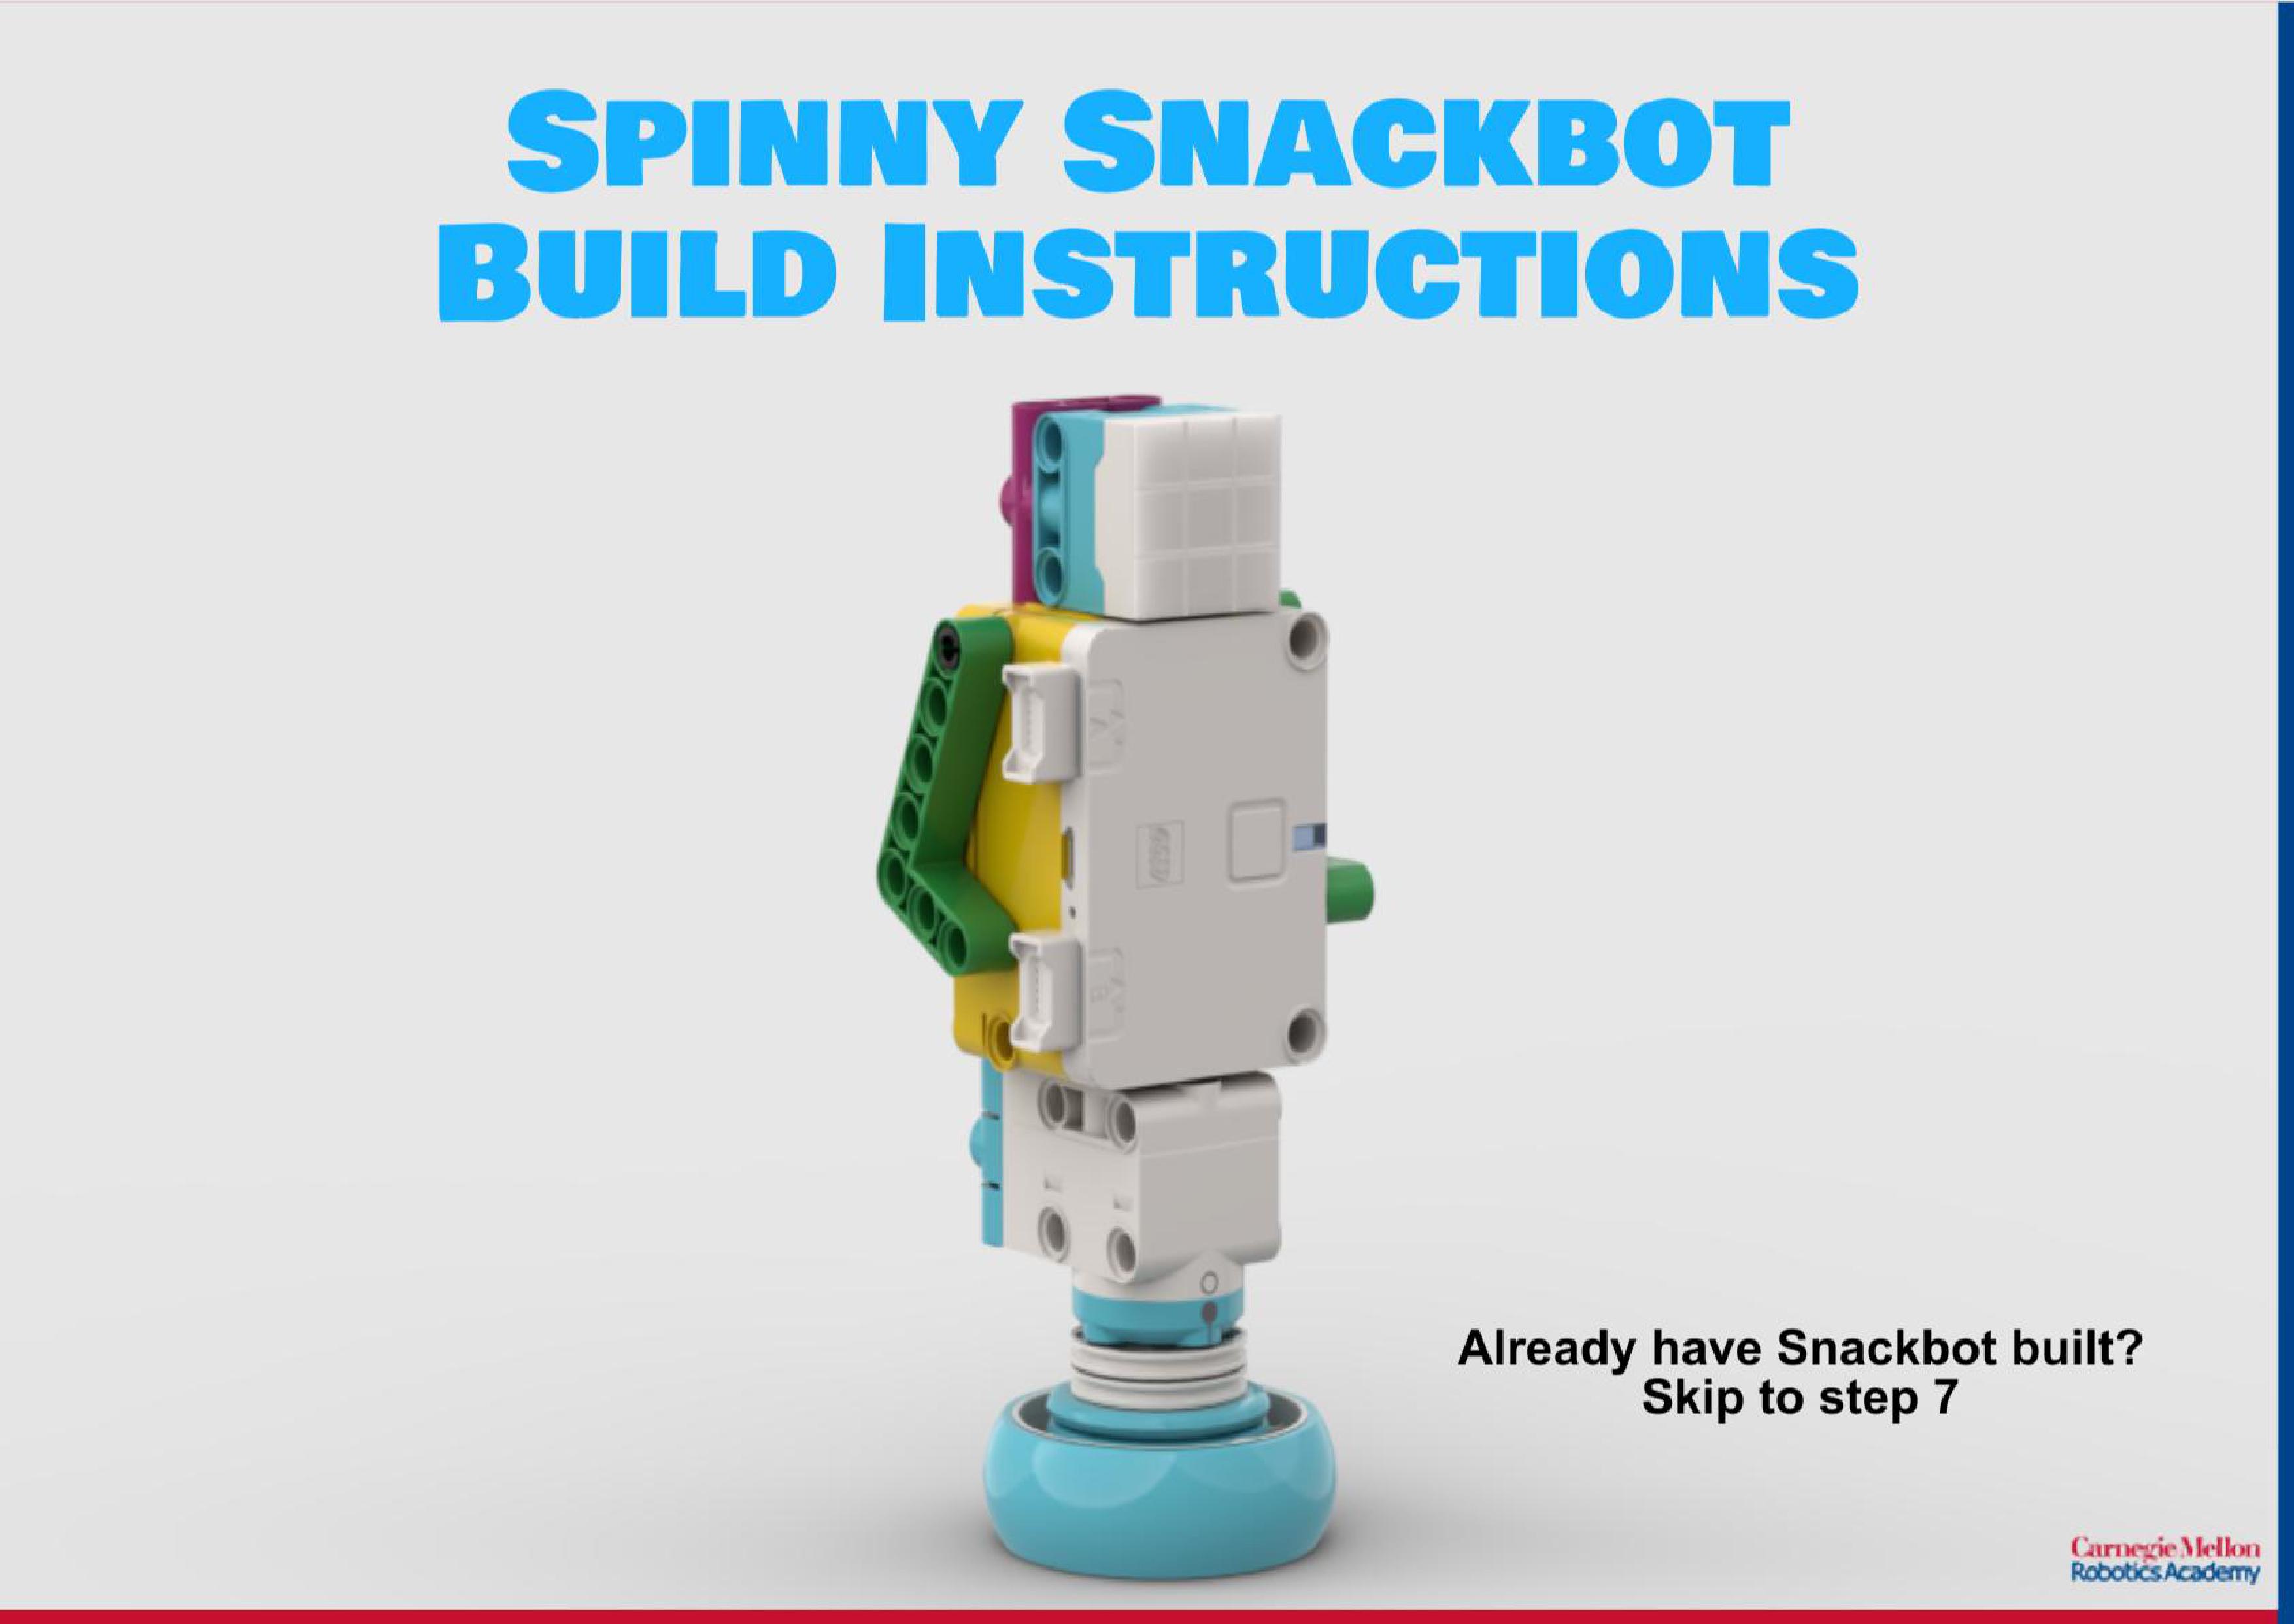 SPINNY SNACKBOT
BUILD INSTRUCTIONS
Already have Snackbot built?
Skip to step 7
Carnegie Mellon
Robotics Academy